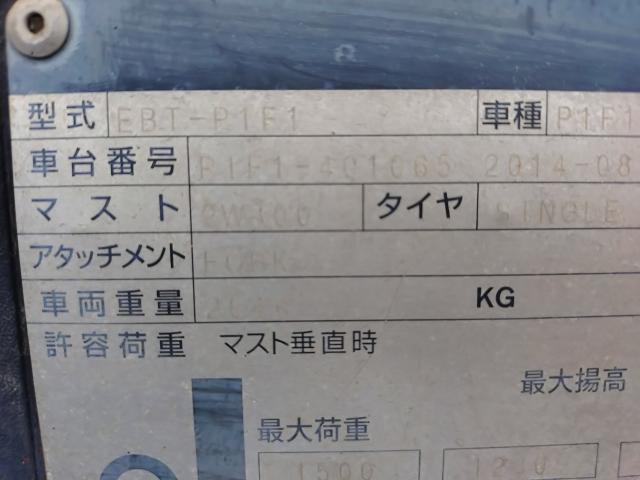 型式 EBT-P1F1 車種 P1F1
車台番号 P1F1-401065 2014-08
マスト タイヤ SINGLE
アタッチメント FORK
車両重量 KG
許容荷重 マスト垂直時
最大揚高
最大荷重
1500